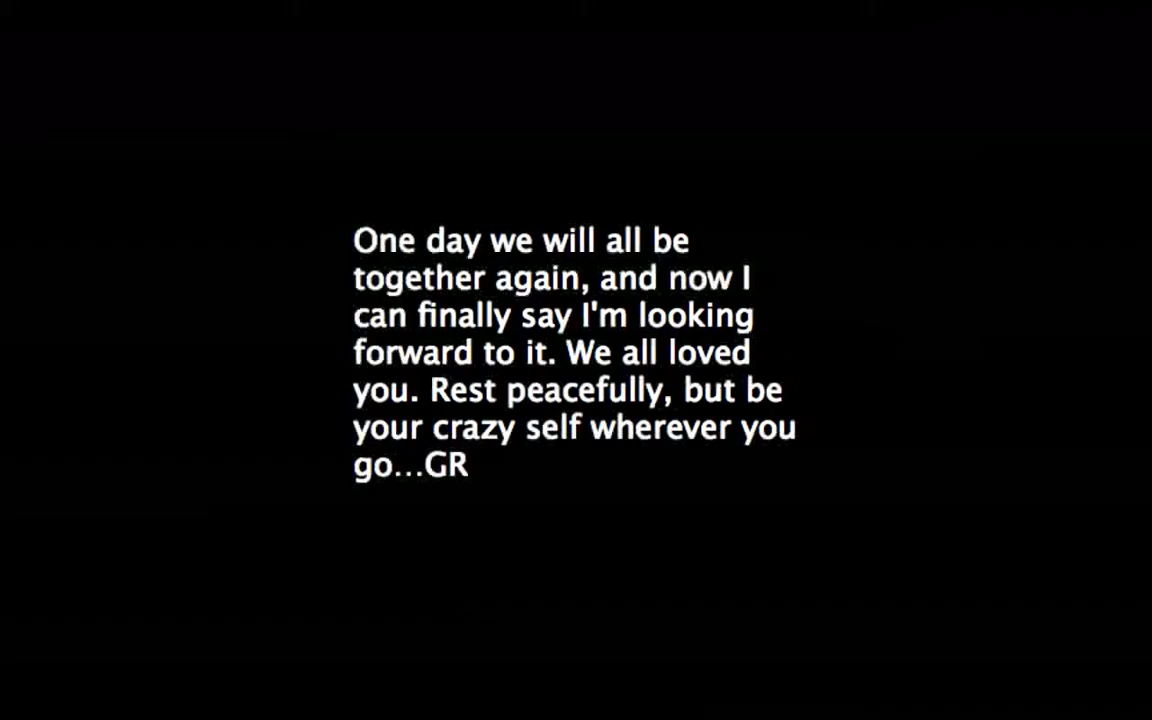 One day we will all be
together again, and now I
can finally say I'm looking
forward to it. We all loved
you. Rest peacefully, but be
your crazy self wherever you
go...GR